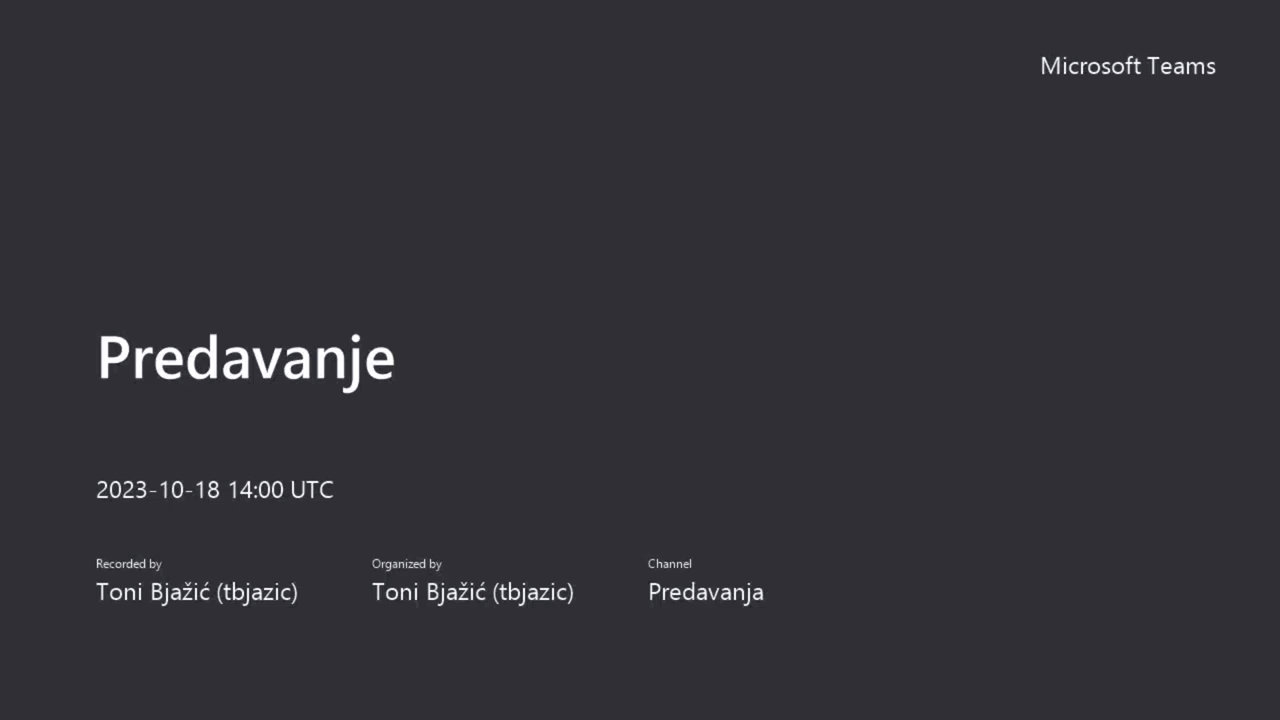 Microsoft Teams
Predavanje
2023-10-18 14:00 UTC
Recorded by
Toni Bjažić (tbjazic)
Organized by
Toni Bjažić (tbjazic)
Channel
Predavanja